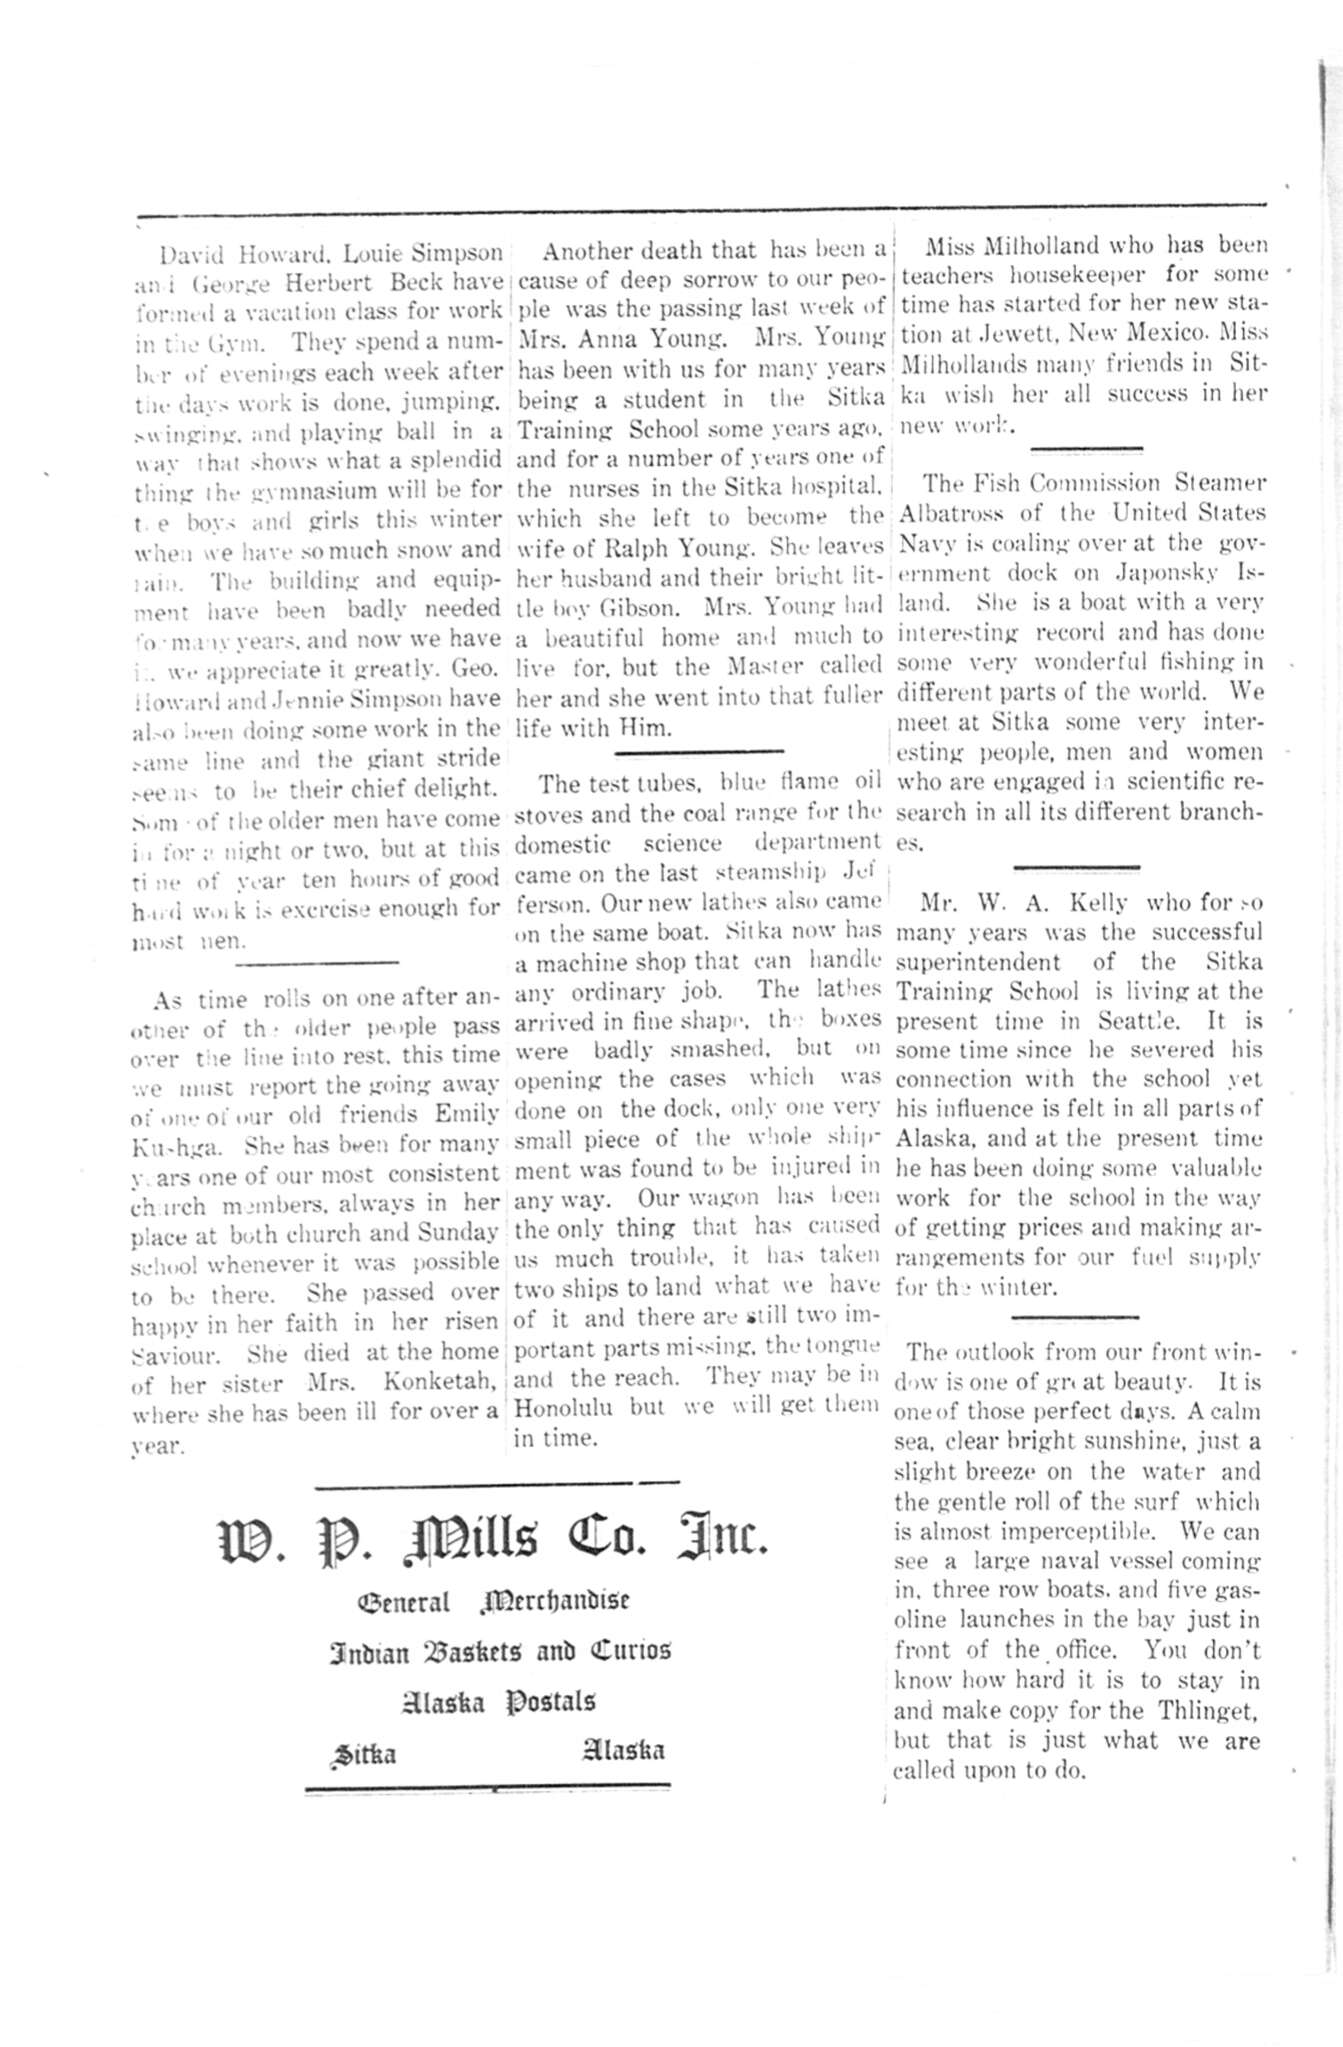 David Howard, Louie Simpson
and George Herbert Beck have
formed a vacation class for work
in the Gym. They spend a num-
ber of evenings each week after
the days work is done, jumping,
swinging, and playing ball in a
way that shows what a splendid
thing the gymnasium will be for
the boys and girls this winter
when we have so much snow and
rain. The building and equip-
ment have been badly needed
for many years, and now we have
it, we appreciate it greatly. Geo.
Howard and Jennie Simpson have
also been doing some work in the
same line and the giant stride
seems to be their chief delight.
Some of the older men have come
in for a night or two, but at this
time of year ten hours of good
hard work is exercise enough for
most men.
As time rolls on one after an-
other of the older people pass
over the line into rest, this time
we must report the going away
of one of our old friends Emily
Kushga. She has been for many
years one of our most consistent
church members, always in her
place at both church and Sunday
school whenever it was possible
to be there. She passed over
happy in her faith in her risen
Saviour. She died at the home
of her sister Mrs. Konketah,
where she has been ill for over a
year.
Another death that has been a
cause of deep sorrow to our peo-
ple was the passing last week of
Mrs. Anna Young. Mrs. Young
has been with us for many years
being a student in the Sitka
Training School some years ago,
and for a number of years one of
the nurses in the Sitka hospital,
which she left to become the
wife of Ralph Young. She leaves
her husband and their bright lit-
tle boy Gibson. Mrs. Young had
a beautiful home and much to
live for, but the Master called
her and she went into that fuller
life with Him.
The test tubes, blue flame oil
stoves and the coal range for the
domestic science department
came on the last steamship Jef
ferson. Our new lathes also came
on the same boat. Sitka now has
a machine shop that can handle
any ordinary job. The lathes
arrived in fine shape, the boxes
were badly smashed, but on
opening the cases which was
done on the dock, only one very
small piece of the whole ship-
ment was found to be injured in
any way. Our wagon has been
the only thing that has caused
us much trouble, it has taken
two ships to land what we have
of it and there are still two im-
portant parts missing, the tongue
and the reach. They may be in
Honolulu but we will get them
in time.
W. P. Mills Co. Inc.
General Merchandise
Indian Baskets and Curios
Alaska Postals
Sitka Alaska
Miss Milholland who has been
teachers housekeeper for some
time has started for her new sta-
tion at Jewett, New Mexico. Miss
Milhollands many friends in Sit-
ka wish her all success in her
new work.
The Fish Commission Steamer
Albatross of the United States
Navy is coaling over at the gov-
ernment dock on Japonsky Is-
land. She is a boat with a very
interesting record and has done
some very wonderful fishing in
different parts of the world. We
meet at Sitka some very inter-
esting people, men and women
who are engaged in scientific re-
search in all its different branch-
es.
Mr. W. A. Kelly who for so
many years was the successful
superintendent of the Sitka
Training School is living at the
present time in Seattle. It is
some time since he severed his
connection with the school yet
his influence is felt in all parts of
Alaska, and at the present time
he has been doing some valuable
work for the school in the way
of getting prices and making ar-
rangements for our fuel supply
for the winter.
The outlook from our front win-
dow is one of great beauty. It is
one of those perfect days. A calm
sea, clear bright sunshine, just a
slight breeze on the water and
the gentle roll of the surf which
is almost imperceptible. We can
see a large naval vessel coming
in, three row boats, and five gas-
oline launches in the bay just in
front of the office. You don't
know how hard it is to stay in
and make copy for the Thlinget,
but that is just what we are
called upon to do.